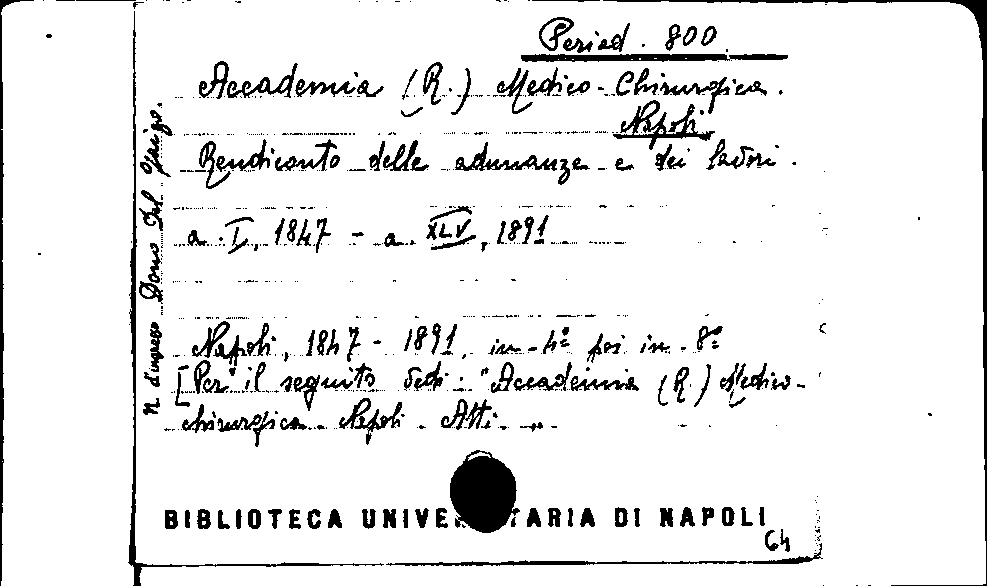 Period. 800
Accademia (R.) Medico-Chirurgica.
Napoli
Rendiconto delle adunanze e dei lavori.
a. I, 1847 - a. XLV, 1891
Napoli, 1847 - 1891, in-4º poi in-8º
[Per il seguito vedi: "Accademia (R.) Medico-
chirurgica - Napoli - Atti - "
N. d'ingresso Dono Del
BIBLIOTECA UNIVE TARIA DI NAPOLI
64